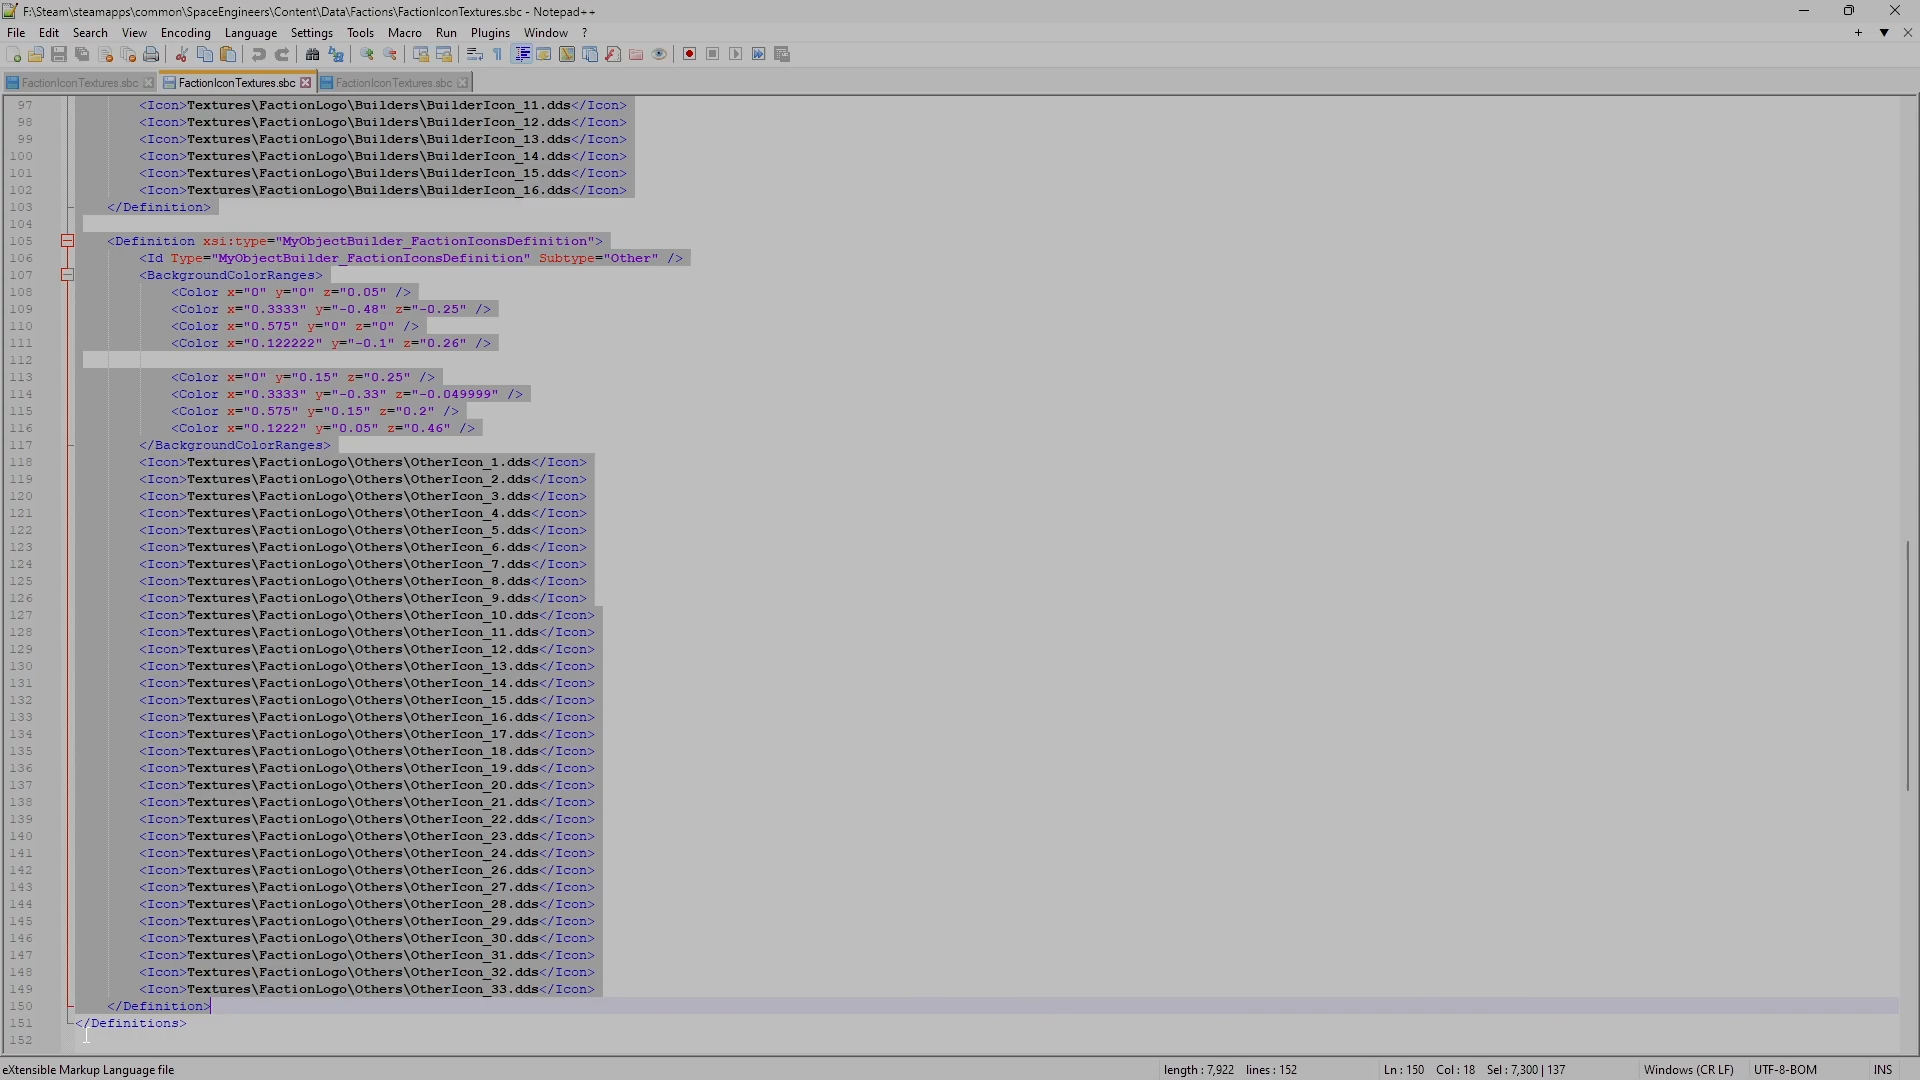 F:\Steam\steamapps\common\SpaceEngineers\Content\Data\Factions\FactionIconTextures.sbc - Notepad++
File Edit Search View Encoding Language Settings Tools Macro Run Plugins Window ?
FactionIconTextures.sbc FactionIconTextures.sbc FactionIconTextures.sbc
97 <Icon>Textures\FactionLogo\Builders\BuilderIcon_11.dds</Icon>
98 <Icon>Textures\FactionLogo\Builders\BuilderIcon_12.dds</Icon>
99 <Icon>Textures\FactionLogo\Builders\BuilderIcon_13.dds</Icon>
100 <Icon>Textures\FactionLogo\Builders\BuilderIcon_14.dds</Icon>
101 <Icon>Textures\FactionLogo\Builders\BuilderIcon_15.dds</Icon>
102 <Icon>Textures\FactionLogo\Builders\BuilderIcon_16.dds</Icon>
103 </Definition>
104
105 <Definition xsi:type="MyObjectBuilder_FactionIconsDefinition">
106 <Id Type="MyObjectBuilder_FactionIconsDefinition" Subtype="Other" />
107 <BackgroundColorRanges>
108 <Color x="0" y="0" z="0.05" />
109 <Color x="0.3333" y="-0.48" z="-0.25" />
110 <Color x="0.575" y="0" z="0" />
111 <Color x="0.122222" y="-0.1" z="0.26" />
112
113 <Color x="0" y="0.15" z="0.25" />
114 <Color x="0.3333" y="-0.33" z="-0.049999" />
115 <Color x="0.575" y="0.15" z="0.2" />
116 <Color x="0.1222" y="0.05" z="0.46" />
117 </BackgroundColorRanges>
118 <Icon>Textures\FactionLogo\Others\OtherIcon_1.dds</Icon>
119 <Icon>Textures\FactionLogo\Others\OtherIcon_2.dds</Icon>
120 <Icon>Textures\FactionLogo\Others\OtherIcon_3.dds</Icon>
121 <Icon>Textures\FactionLogo\Others\OtherIcon_4.dds</Icon>
122 <Icon>Textures\FactionLogo\Others\OtherIcon_5.dds</Icon>
123 <Icon>Textures\FactionLogo\Others\OtherIcon_6.dds</Icon>
124 <Icon>Textures\FactionLogo\Others\OtherIcon_7.dds</Icon>
125 <Icon>Textures\FactionLogo\Others\OtherIcon_8.dds</Icon>
126 <Icon>Textures\FactionLogo\Others\OtherIcon_9.dds</Icon>
127 <Icon>Textures\FactionLogo\Others\OtherIcon_10.dds</Icon>
128 <Icon>Textures\FactionLogo\Others\OtherIcon_11.dds</Icon>
129 <Icon>Textures\FactionLogo\Others\OtherIcon_12.dds</Icon>
130 <Icon>Textures\FactionLogo\Others\OtherIcon_13.dds</Icon>
131 <Icon>Textures\FactionLogo\Others\OtherIcon_14.dds</Icon>
132 <Icon>Textures\FactionLogo\Others\OtherIcon_15.dds</Icon>
133 <Icon>Textures\FactionLogo\Others\OtherIcon_16.dds</Icon>
134 <Icon>Textures\FactionLogo\Others\OtherIcon_17.dds</Icon>
135 <Icon>Textures\FactionLogo\Others\OtherIcon_18.dds</Icon>
136 <Icon>Textures\FactionLogo\Others\OtherIcon_19.dds</Icon>
137 <Icon>Textures\FactionLogo\Others\OtherIcon_20.dds</Icon>
138 <Icon>Textures\FactionLogo\Others\OtherIcon_21.dds</Icon>
139 <Icon>Textures\FactionLogo\Others\OtherIcon_22.dds</Icon>
140 <Icon>Textures\FactionLogo\Others\OtherIcon_23.dds</Icon>
141 <Icon>Textures\FactionLogo\Others\OtherIcon_24.dds</Icon>
142 <Icon>Textures\FactionLogo\Others\OtherIcon_26.dds</Icon>
143 <Icon>Textures\FactionLogo\Others\OtherIcon_27.dds</Icon>
144 <Icon>Textures\FactionLogo\Others\OtherIcon_28.dds</Icon>
145 <Icon>Textures\FactionLogo\Others\OtherIcon_29.dds</Icon>
146 <Icon>Textures\FactionLogo\Others\OtherIcon_30.dds</Icon>
147 <Icon>Textures\FactionLogo\Others\OtherIcon_31.dds</Icon>
148 <Icon>Textures\FactionLogo\Others\OtherIcon_32.dds</Icon>
149 <Icon>Textures\FactionLogo\Others\OtherIcon_33.dds</Icon>
150 </Definition>
151 </Definitions>
152
eXtensible Markup Language file length : 7,922 lines : 152 Ln : 150 Col : 18 Sel : 7,300 | 137 Windows (CR LF) UTF-8-BOM INS